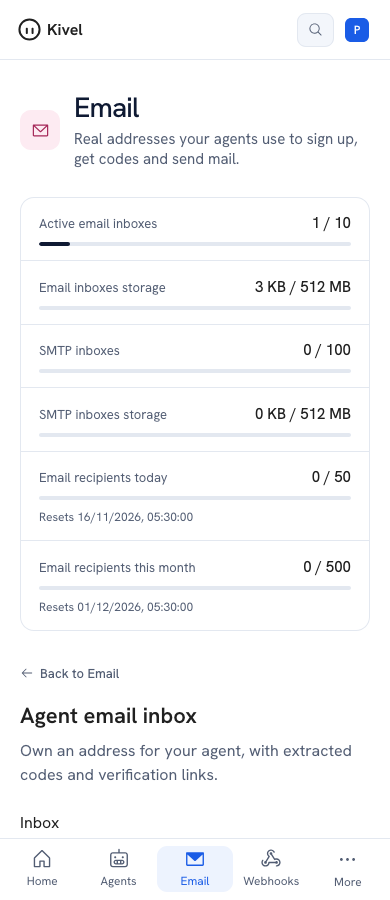 Kivel
P
Email
Real addresses your agents use to sign up,
get codes and send mail.
Active email inboxes 1 / 10
Email inboxes storage 3 KB / 512 MB
SMTP inboxes 0 / 100
SMTP inboxes storage 0 KB / 512 MB
Email recipients today 0 / 50
Resets 16/11/2026, 05:30:00
Email recipients this month 0 / 500
Resets 01/12/2026, 05:30:00
← Back to Email
Agent email inbox
Own an address for your agent, with extracted
codes and verification links.
Inbox
Home Agents Email Webhooks More